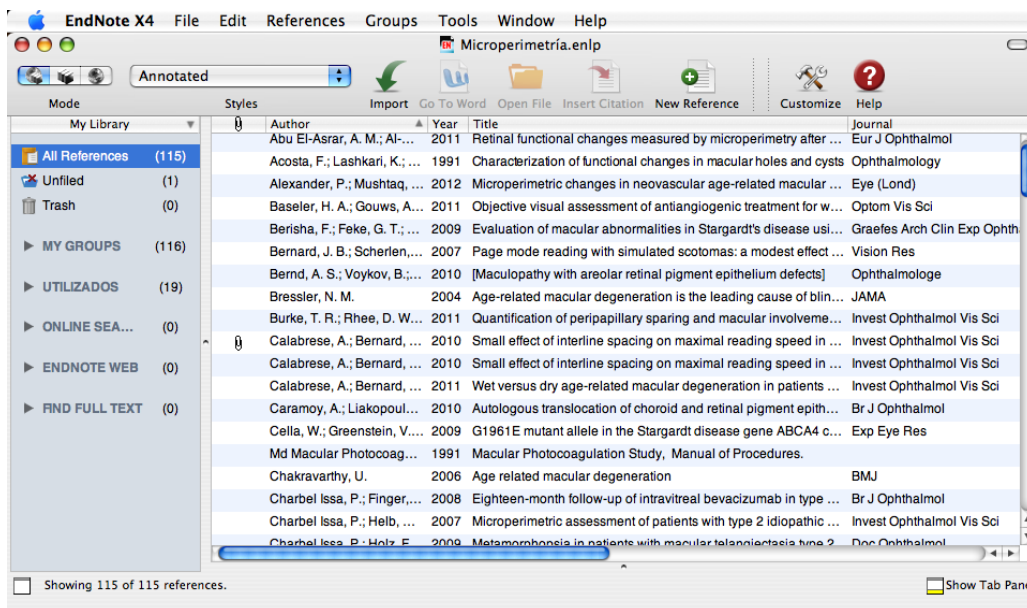 EndNote X4 File Edit References Groups Tools Window Help
Microperimetría.enlp
Annotated
Mode Styles Import Go To Word Open File Insert Citation New Reference Customize Help
My Library Author Year Title Journal
Abu El-Asrar, A. M.; Al-... 2011 Retinal functional changes measured by microperimetry after ... Eur J Ophthalmol
All References (115)
Acosta, F.; Lashkari, K.; ... 1991 Characterization of functional changes in macular holes and cysts Ophthalmology
Unfiled (1) Alexander, P.; Mushtaq, ... 2012 Microperimetric changes in neovascular age-related macular ... Eye (Lond)
Trash (0) Baseler, H. A.; Gouws, A... 2011 Objective visual assessment of antiangiogenic treatment for w... Optom Vis Sci
Berisha, F.; Feke, G. T.; ... 2009 Evaluation of macular abnormalities in Stargardt's disease usi... Graefes Arch Clin Exp Ophth
MY GROUPS (116) Bernard, J. B.; Scherlen,... 2007 Page mode reading with simulated scotomas: a modest effect ... Vision Res
Bernd, A. S.; Voykov, B.;... 2010 [Maculopathy with areolar retinal pigment epithelium defects] Ophthalmologe
UTILIZADOS (19)
Bressler, N. M. 2004 Age-related macular degeneration is the leading cause of blin... JAMA
Burke, T. R.; Rhee, D. W... 2011 Quantification of peripapillary sparing and macular involveme... Invest Ophthalmol Vis Sci
ONLINE SEA... (0)
Calabrese, A.; Bernard, ... 2010 Small effect of interline spacing on maximal reading speed in ... Invest Ophthalmol Vis Sci
ENDNOTE WEB (0) Calabrese, A.; Bernard, ... 2010 Small effect of interline spacing on maximal reading speed in ... Invest Ophthalmol Vis Sci
Calabrese, A.; Bernard, ... 2011 Wet versus dry age-related macular degeneration in patients ... Invest Ophthalmol Vis Sci
FIND FULL TEXT (0) Caramoy, A.; Liakopoul... 2010 Autologous translocation of choroid and retinal pigment epith... Br J Ophthalmol
Cella, W.; Greenstein, V.... 2009 G1961E mutant allele in the Stargardt disease gene ABCA4 c... Exp Eye Res
Md Macular Photocoag... 1991 Macular Photocoagulation Study, Manual of Procedures.
Chakravarthy, U. 2006 Age related macular degeneration BMJ
Charbel Issa, P.; Finger,... 2008 Eighteen-month follow-up of intravitreal bevacizumab in type ... Br J Ophthalmol
Charbel Issa, P.; Helb, ... 2007 Microperimetric assessment of patients with type 2 idiopathic ... Invest Ophthalmol Vis Sci
Charbel Issa, P.; Holz, F. 2009 Metamorphopsia in patients with macular telangiectasia type 2 Doc Ophthalmol
Showing 115 of 115 references. Show Tab Pane